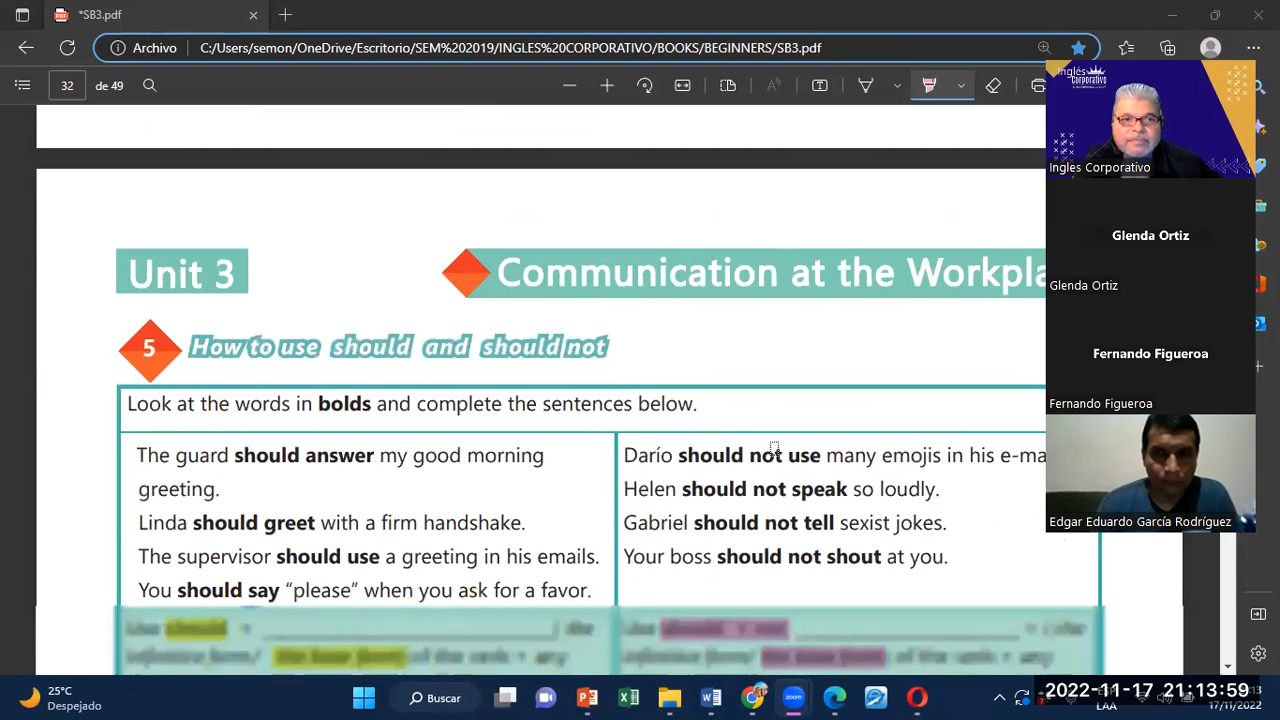 *SB3.pdf
Archivo
C:/Users/semon/OneDrive/Escritorio/SEM%202019/INGLES%20CORPORATIVO/BOOKS/BEGINNERS/SB3.pdf
32 de 49
Inglés
Corporativo
Ingles Corporativo
Glenda Ortiz
Glenda Ortiz
Fernando Figueroa
Fernando Figueroa
Edgar Eduardo García Rodríguez
Unit 3
Communication at the Workpla
5 How to use should and should not
Look at the words in bolds and complete the sentences below.
The guard should answer my good morning
greeting.
Linda should greet with a firm handshake.
The supervisor should use a greeting in his emails.
You should say “please” when you ask for a favor.
Darío should not use many emojis in his e-ma
Helen should not speak so loudly.
Gabriel should not tell sexist jokes.
Your boss should not shout at you.
25°C
Despejado
Buscar
LAA
17/11/2022
2022-11-17 21:13:59